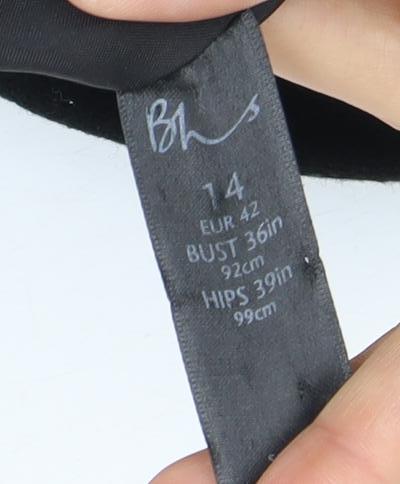 Bhs
14
EUR 42
BUST 36in
92cm
HIPS 39in
99cm